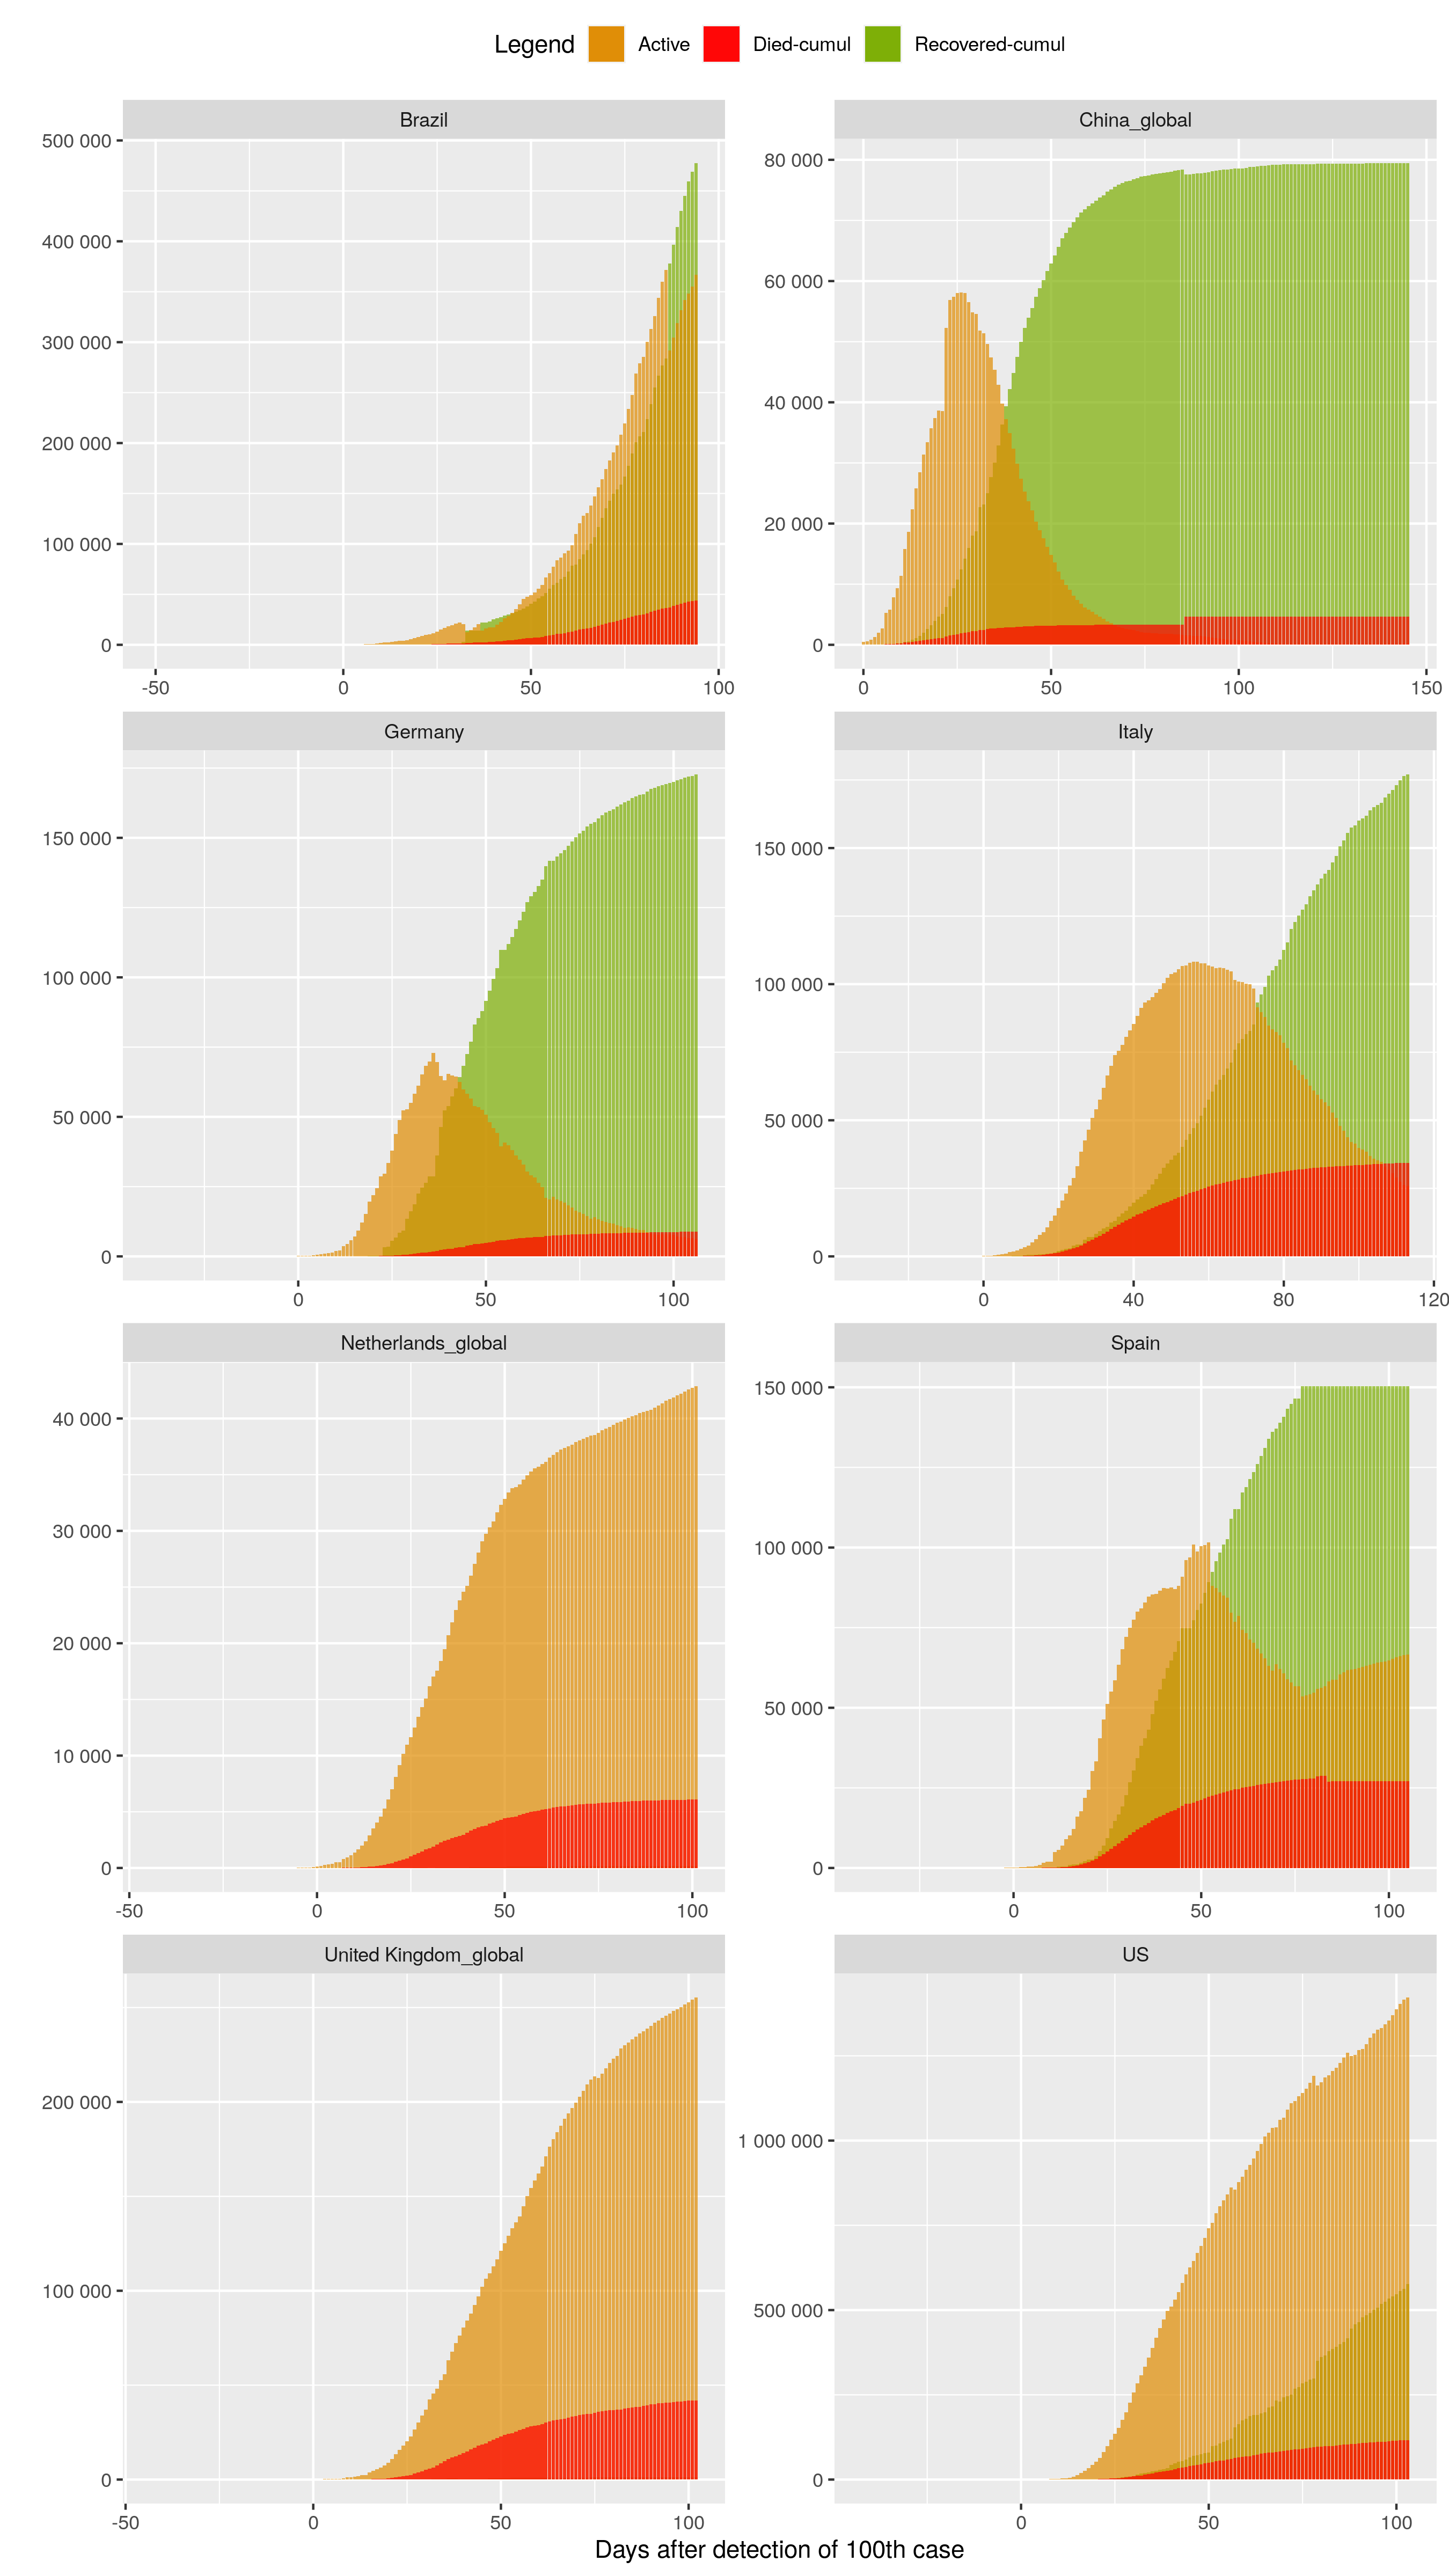 Legend Active Died-cumul Recovered-cumul
Brazil China_global
500 000
400 000
300 000
200 000
100 000
0
-50 0 50 100
80 000
60 000
40 000
20 000
0
0 50 100 150
Germany Italy
150 000
100 000
50 000
0
0 50 100
150 000
100 000
50 000
0
0 40 80 120
Netherlands_global Spain
40 000
30 000
20 000
10 000
0
-50 0 50 100
150 000
100 000
50 000
0
0 50 100
United Kingdom_global US
200 000
100 000
0
-50 0 50 100
1 000 000
500 000
0
0 50 100
Days after detection of 100th case